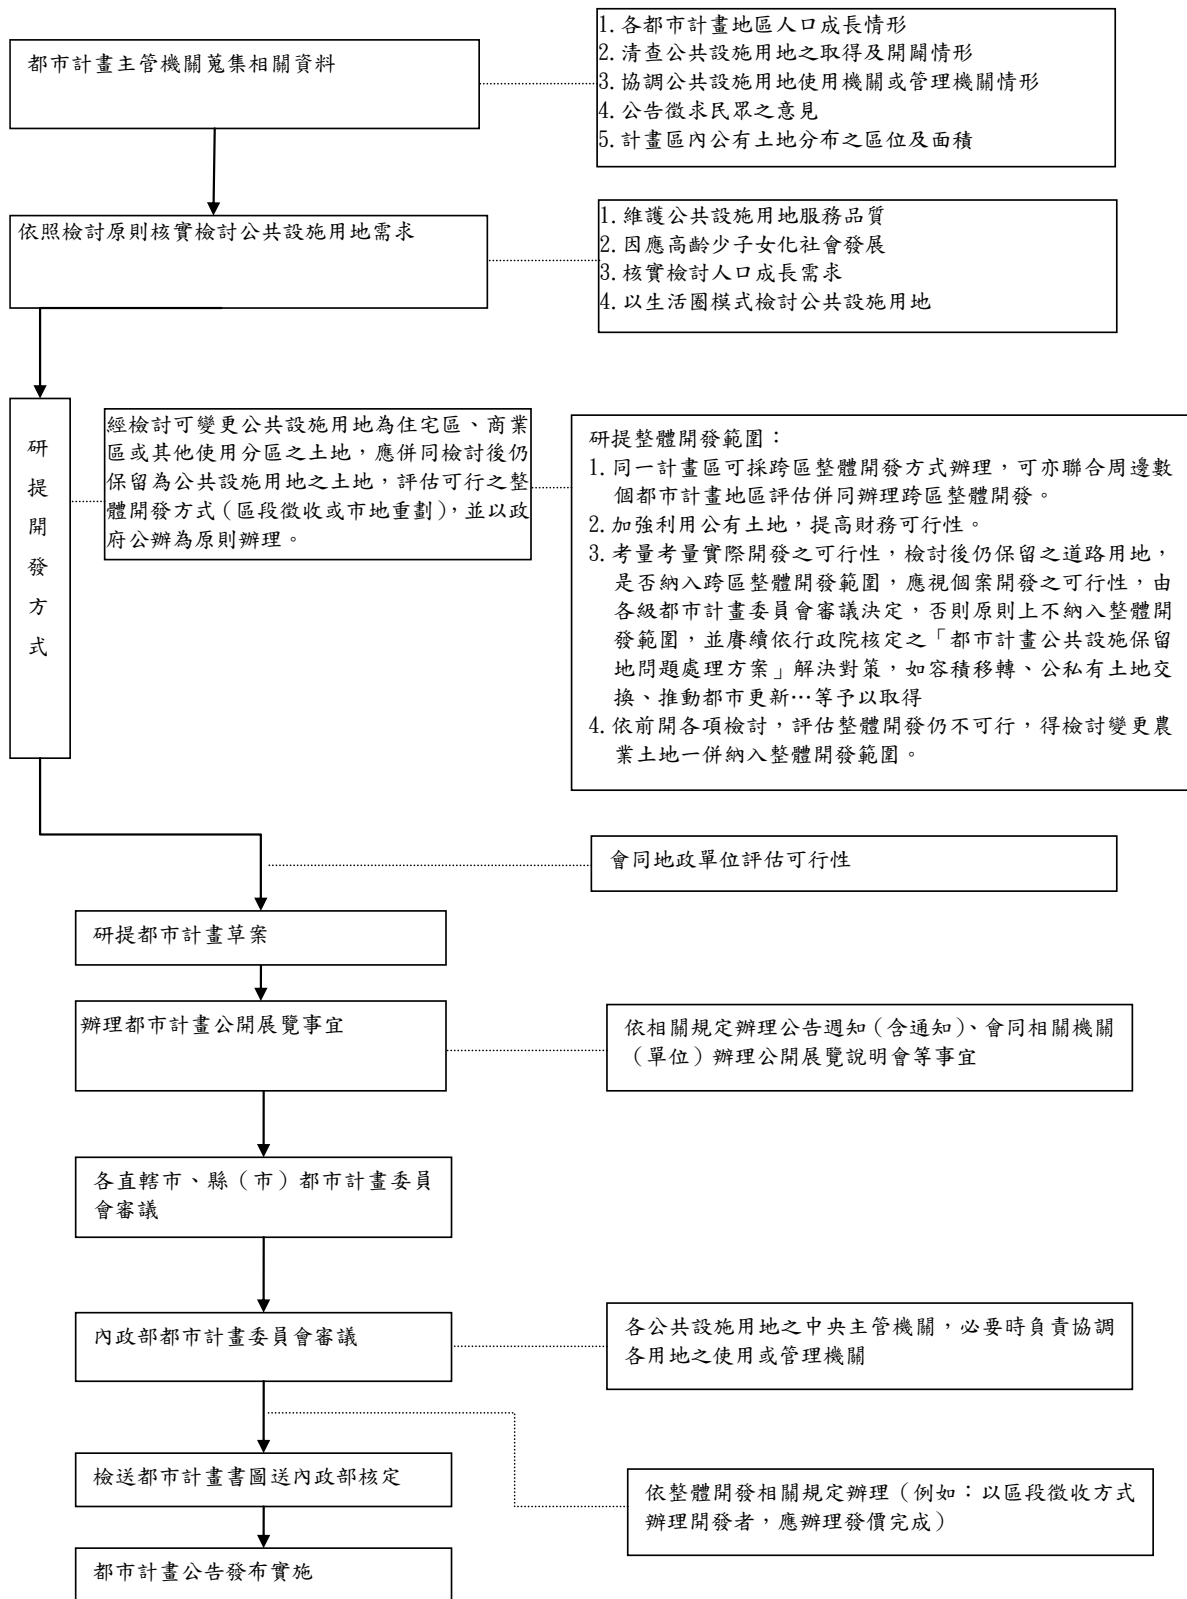 都市計畫主管機關蒐集相關資料
1.各都市計畫地區人口成長情形
2.清查公共設施用地之取得及開闢情形
3.協調公共設施用地使用機關或管理機關情形
4.公告徵求民眾之意見
5.計畫區內公有土地分布之區位及面積
依照檢討原則核實檢討公共設施用地需求
1.維護公共設施用地服務品質
2.因應高齡少子女化社會發展
3.核實檢討人口成長需求
4.以生活圈模式檢討公共設施用地
研
提
開
發
方
式
經檢討可變更公共設施用地為住宅區、商業
區或其他使用分區之土地，應併同檢討後仍
保留為公共設施用地之土地，評估可行之整
體開發方式（區段徵收或市地重劃），並以政
府公辦為原則辦理。
研提整體開發範圍：
1.同一計畫區可採跨區整體開發方式辦理，可亦聯合周邊數
個都市計畫地區評估併同辦理跨區整體開發。
2.加強利用公有土地，提高財務可行性。
3.考量考量實際開發之可行性，檢討後仍保留之道路用地，
是否納入跨區整體開發範圍，應視個案開發之可行性，由
各級都市計畫委員會審議決定，否則原則上不納入整體開
發範圍，並賡續依行政院核定之「都市計畫公共設施保留
地問題處理方案」解決對策，如容積移轉、公私有土地交
換、推動都市更新…等予以取得
4.依前開各項檢討，評估整體開發仍不可行，得檢討變更農
業土地一併納入整體開發範圍。
會同地政單位評估可行性
研提都市計畫草案
辦理都市計畫公開展覽事宜
依相關規定辦理公告週知（含通知）、會同相關機關
（單位）辦理公開展覽說明會等事宜
各直轄市、縣（市）都市計畫委員
會審議
內政部都市計畫委員會審議
各公共設施用地之中央主管機關，必要時負責協調
各用地之使用或管理機關
檢送都市計畫書圖送內政部核定
依整體開發相關規定辦理（例如：以區段徵收方式
辦理開發者，應辦理發價完成）
都市計畫公告發布實施